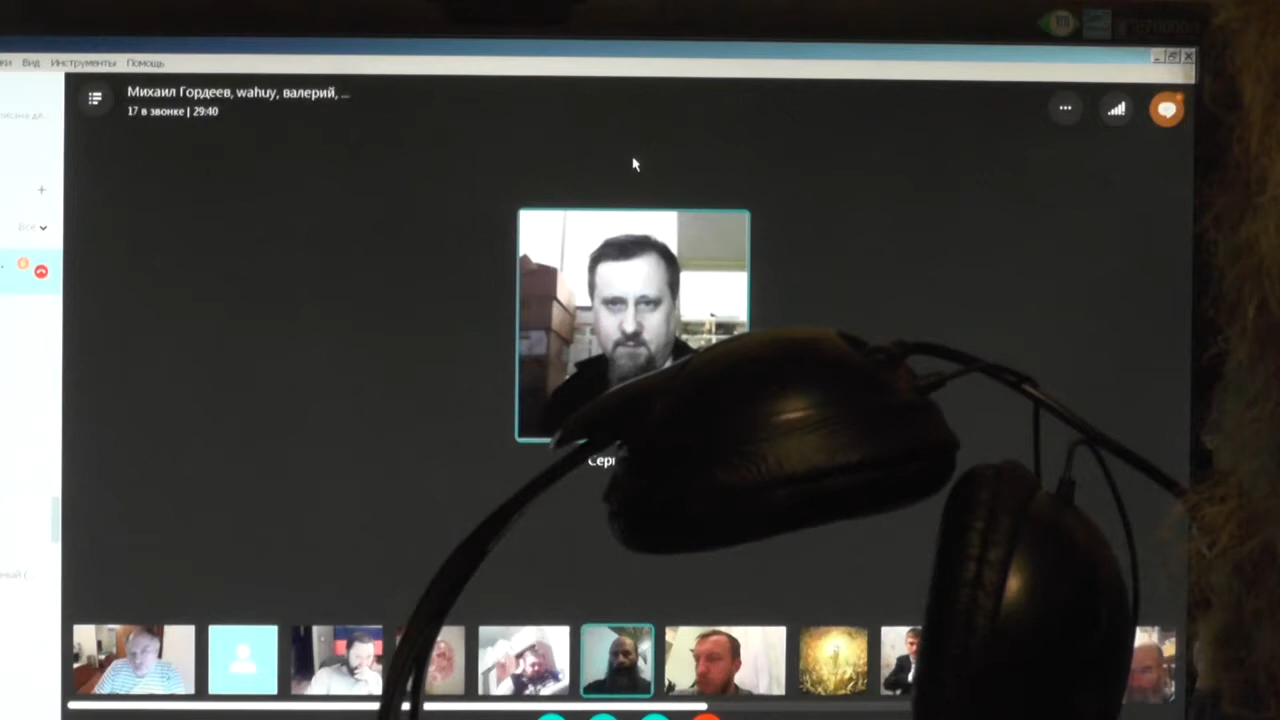 Вид Инструменты Помощь
Михаил Гордеев, wahuy, валерий, ...
17 в звонке | 29:40
Все
Серг